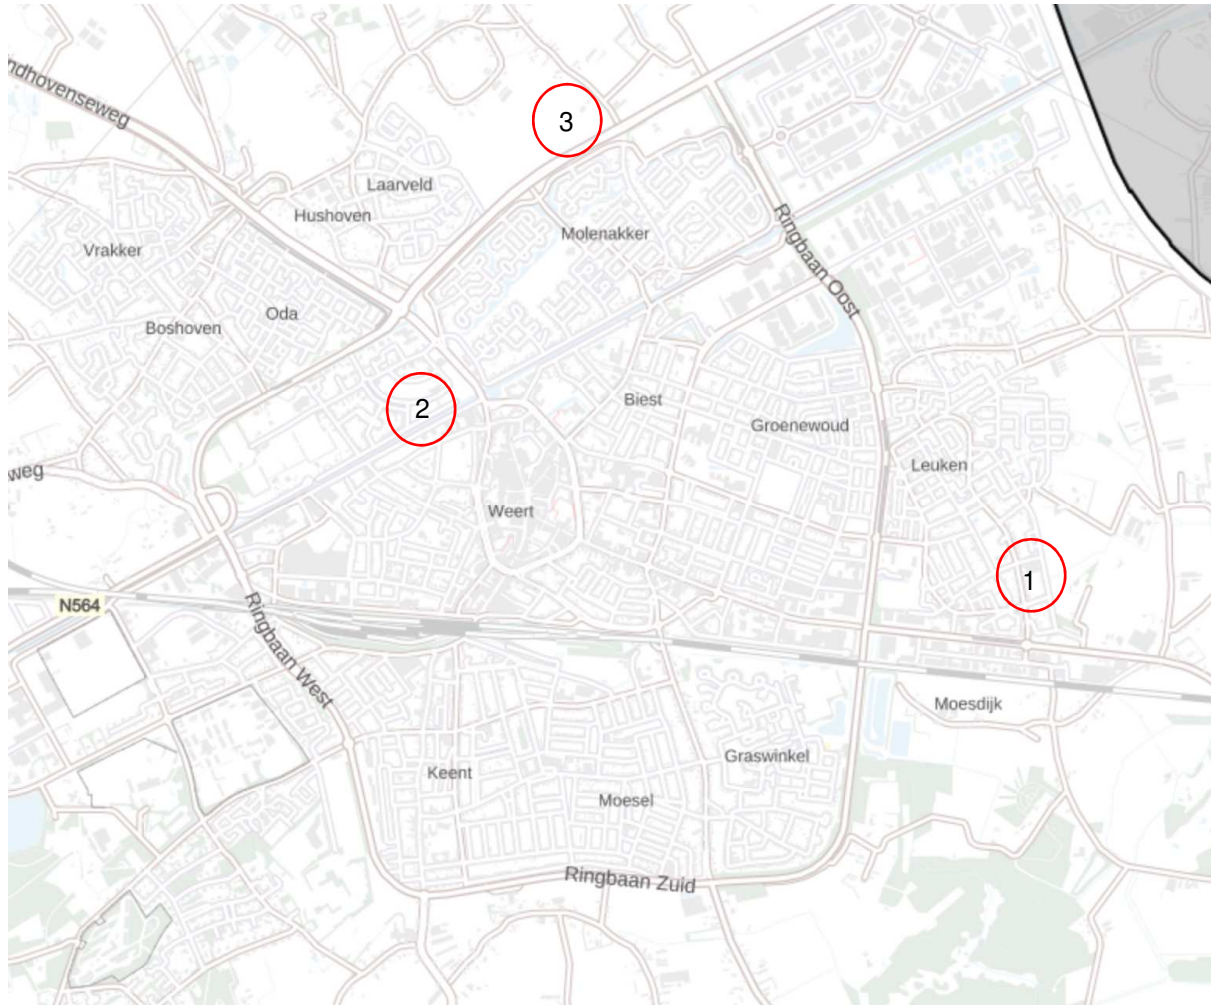 ndhovenseweg
3
Laarveld
Hushoven
Molenakker
Vrakker
Ringbaan Oost
Oda
Boshoven
Biest
2
Groenewoud
Leuken
weg
Weert
1
N564
Ringbaan West
Moesdijk
Graswinkel
Keent
Moesel
Ringbaan Zuid